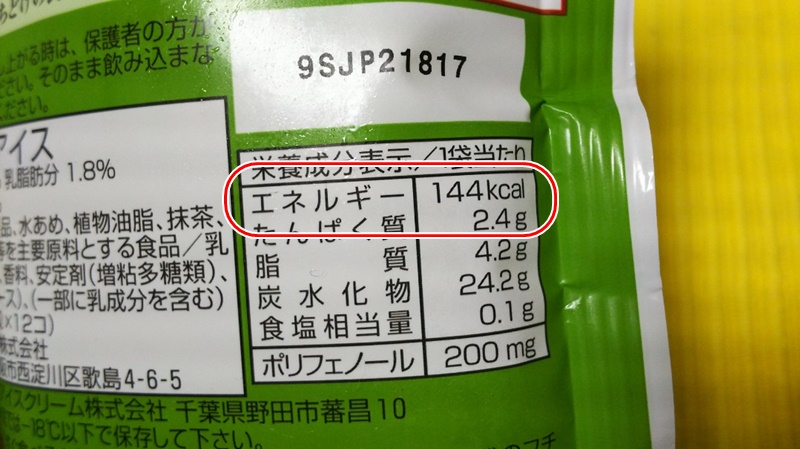 し上がる時は、保護者の方が
ださい。そのまま飲み込まな
ください。
9SJP21817
アイス
乳脂肪分 1.8%
品、水あめ、植物油脂、抹茶、
等を主要原料とする食品／乳
香料、安定剤(増粘多糖類)、
ース)、(一部に乳成分を含む)
×12コ)
株式会社
阪市西淀川区歌島4-6-5
栄養成分表示／1袋当たり
エネルギー 144kcal
たんぱく質 2.4g
脂質 4.2g
炭水化物 24.2g
食塩相当量 0.1g
ポリフェノール 200mg
イスクリーム株式会社 千葉県野田市蕃昌10
は-18℃以下で保存して下さい。